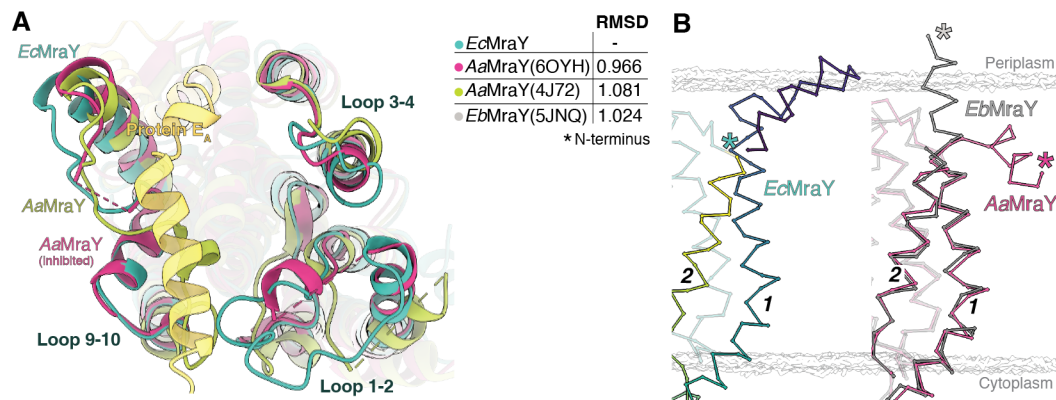 A
EcMraY
Protein E_A
Loop 3-4
AaMraY
AaMraY
(inhibited)
Loop 9-10
Loop 1-2
RMSD
EcMraY -
AaMraY(6OYH) 0.966
AaMraY(4J72) 1.081
EbMraY(5JNQ) 1.024
* N-terminus
B
*
Periplasm
EbMraY
*
*
EcMraY
AaMraY
2
1
2
1
Cytoplasm